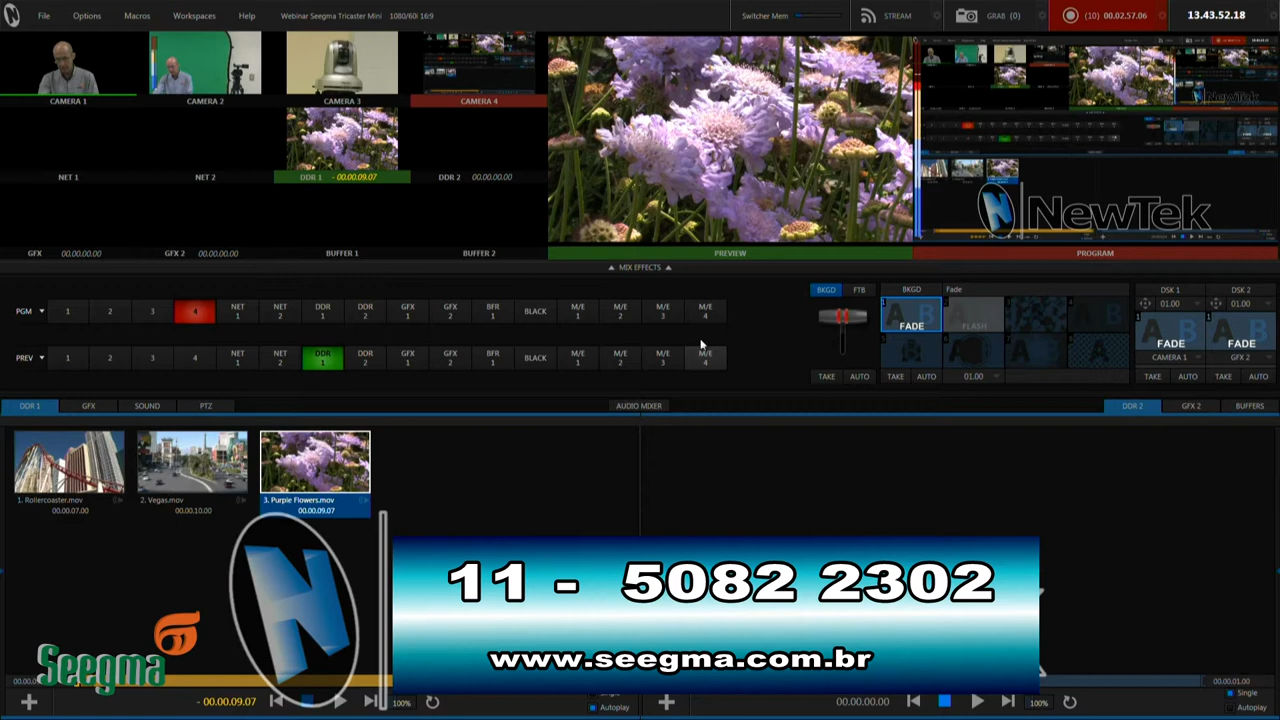 File Options Macros Workspaces Help Webinar Seegma Tricaster Mini 1080/60i 16:9 Switcher Mem STREAM GRAB (0) (10) 00.02.57.06 13.43.52.18
CAMERA 1 CAMERA 2 CAMERA 3 CAMERA 4
NewTek
NET 1 NET 2 DDR 1 - 00.00.09.07 DDR 2 00.00.00.00
NewTek
GFX 00.00.00.00 GFX 2 00.00.00.00 BUFFER 1 BUFFER 2 PREVIEW PROGRAM
MIX EFFECTS
BKGD FTB BKGD Fade DSK 1 DSK 2
01.00 01.00
PGM 1 2 3 4 NET 1 NET 2 DDR 1 DDR 2 GFX 1 GFX 2 BFR 1 BLACK M/E 1 M/E 2 M/E 3 M/E 4
FADE FLASH FADE FADE
PREV 1 2 3 4 NET 1 NET 2 DDR 1 DDR 2 GFX 1 GFX 2 BFR 1 BLACK M/E 1 M/E 2 M/E 3 M/E 4
CAMERA 1 GFX 2
TAKE AUTO TAKE AUTO 01.00 TAKE AUTO TAKE AUTO
DDR 1 GFX SOUND PTZ AUDIO MIXER DDR 2 GFX 2 BUFFERS
1. Rollercoaster.mov 2. Vegas.mov 3. Purple Flowers.mov
00.00.07.00 00.00.10.00 00.00.09.07
11 - 5082 2302
www.seegma.com.br
Seegma
00.00.01.00
- 00.00.09.07 100% Autoplay 00.00.00.00 100% Single
Autoplay